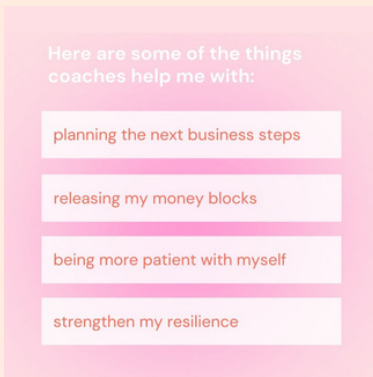 Here are some of the things
coaches help me with:
planning the next business steps
releasing my money blocks
being more patient with myself
strengthen my resilience